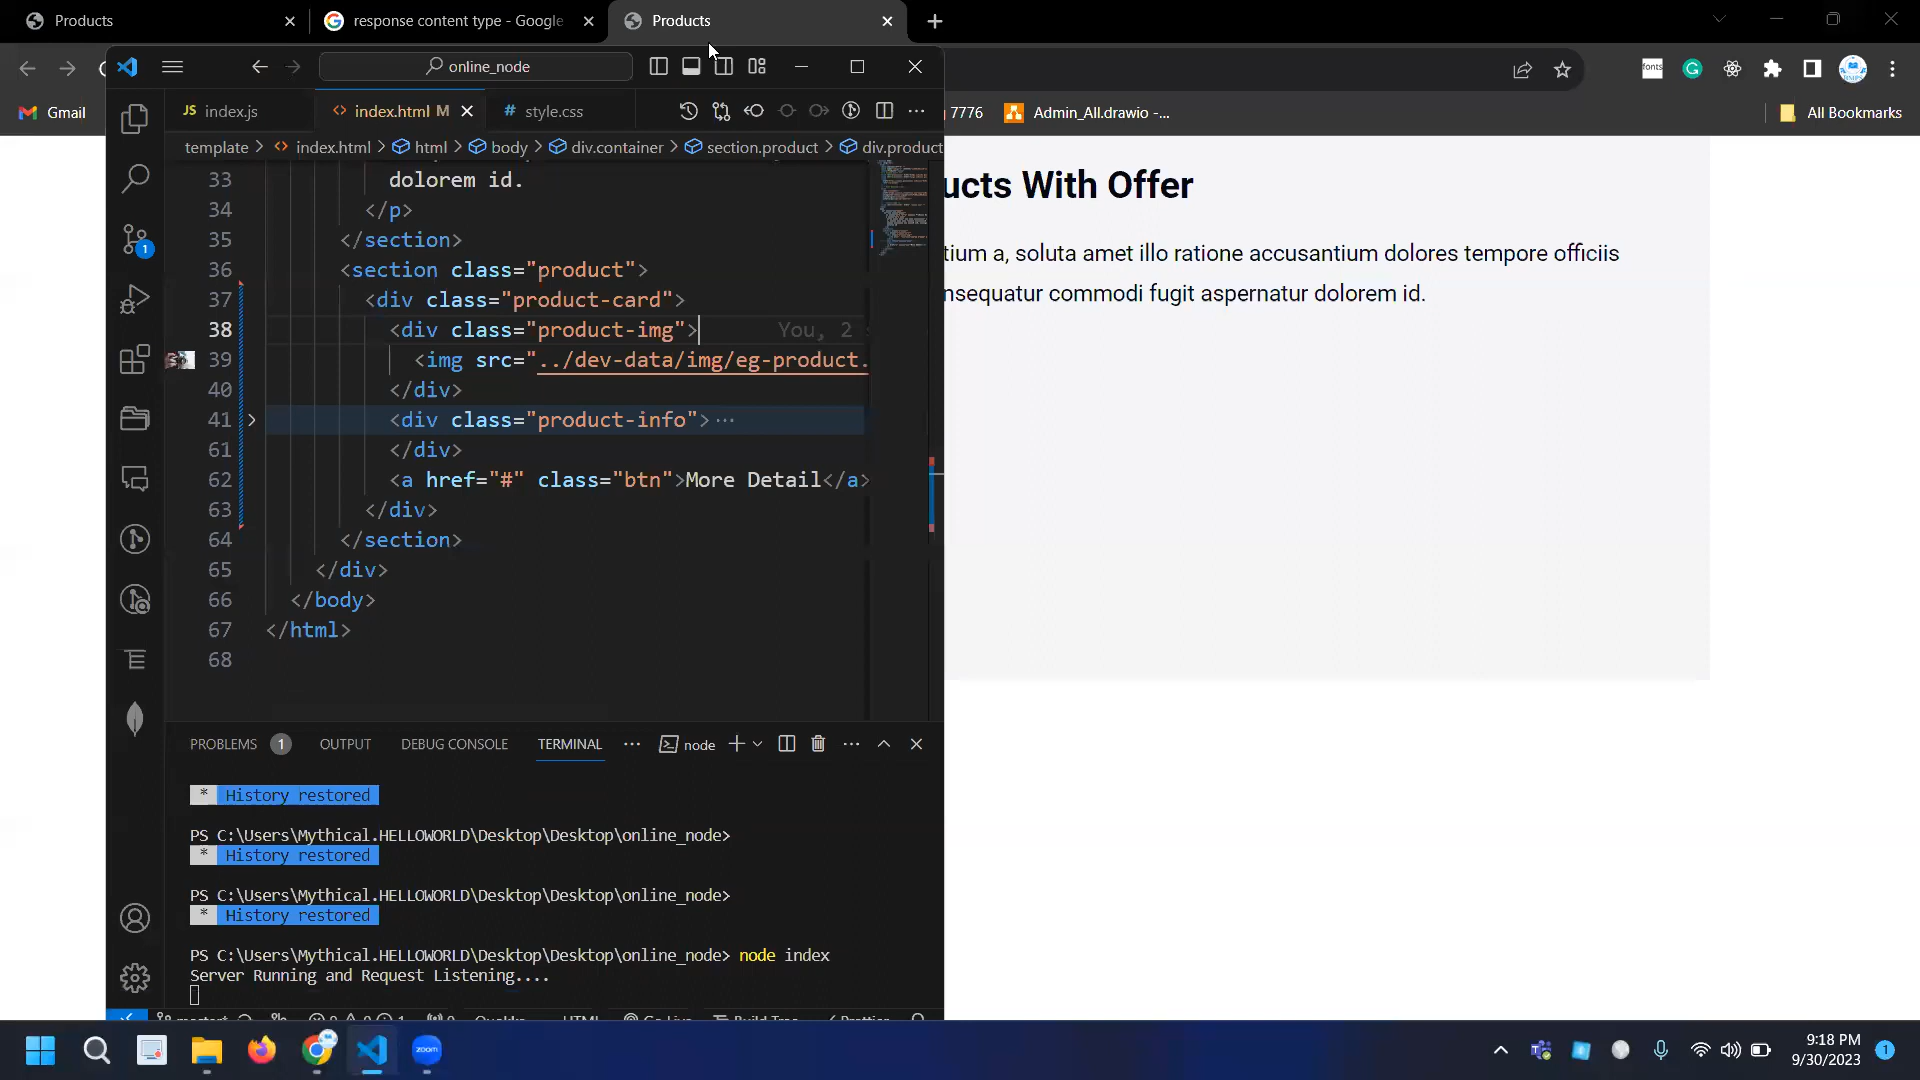 Products
response content type - Google
Products
online_node
Gmail
fonts
7776
Admin_All.drawio -...
All Bookmarks
JS index.js
<> index.html M
# style.css
template > <> index.html > html > body > div.container > section.product > div.product
33 dolorem id.
34 </p>
35 </section>
36 <section class="product">
37 <div class="product-card">
38 <div class="product-img"> You, 2
39 <img src="../dev-data/img/eg-product.
40 </div>
41 <div class="product-info"> ...
61 </div>
62 <a href="#" class="btn">More Detail</a>
63 </div>
64 </section>
65 </div>
66 </body>
67 </html>
68
1
ucts With Offer
tium a, soluta amet illo ratione accusantium dolores tempore officiis
nsequatur commodi fugit aspernatur dolorem id.
PROBLEMS 1 OUTPUT DEBUG CONSOLE TERMINAL ... node
* History restored
PS C:\Users\Mythical.HELLOWORLD\Desktop\Desktop\online_node>
* History restored
PS C:\Users\Mythical.HELLOWORLD\Desktop\Desktop\online_node>
* History restored
PS C:\Users\Mythical.HELLOWORLD\Desktop\Desktop\online_node> node index
Server Running and Request Listening....
zoom
9:18 PM
9/30/2023
1